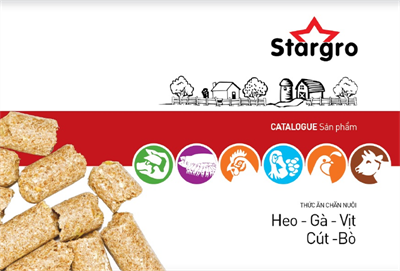 Stargro
CATALOGUE Sản phẩm
THỨC ĂN CHĂN NUÔI
Heo - Gà - Vịt
Cút -Bò